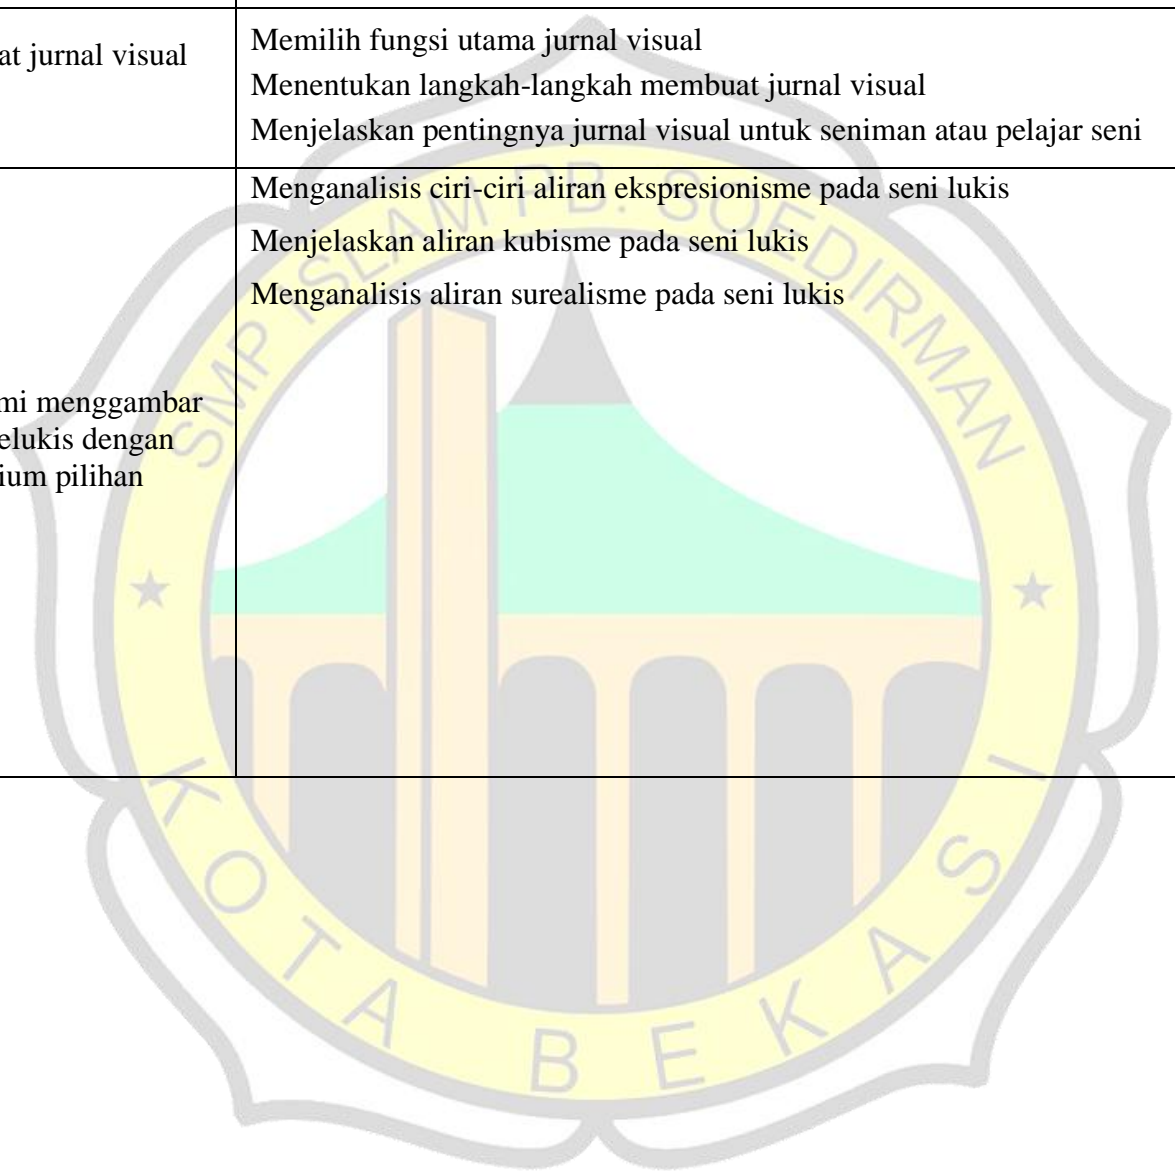 at jurnal visual
Memilih fungsi utama jurnal visual
Menentukan langkah-langkah membuat jurnal visual
Menjelaskan pentingnya jurnal visual untuk seniman atau pelajar seni
mi menggambar
elukis dengan
ium pilihan
Menganalisis ciri-ciri aliran ekspresionisme pada seni lukis
Menjelaskan aliran kubisme pada seni lukis
Menganalisis aliran surealisme pada seni lukis
SMP ISLAM PB. SOEDIRMAN
KOTA BEKASI